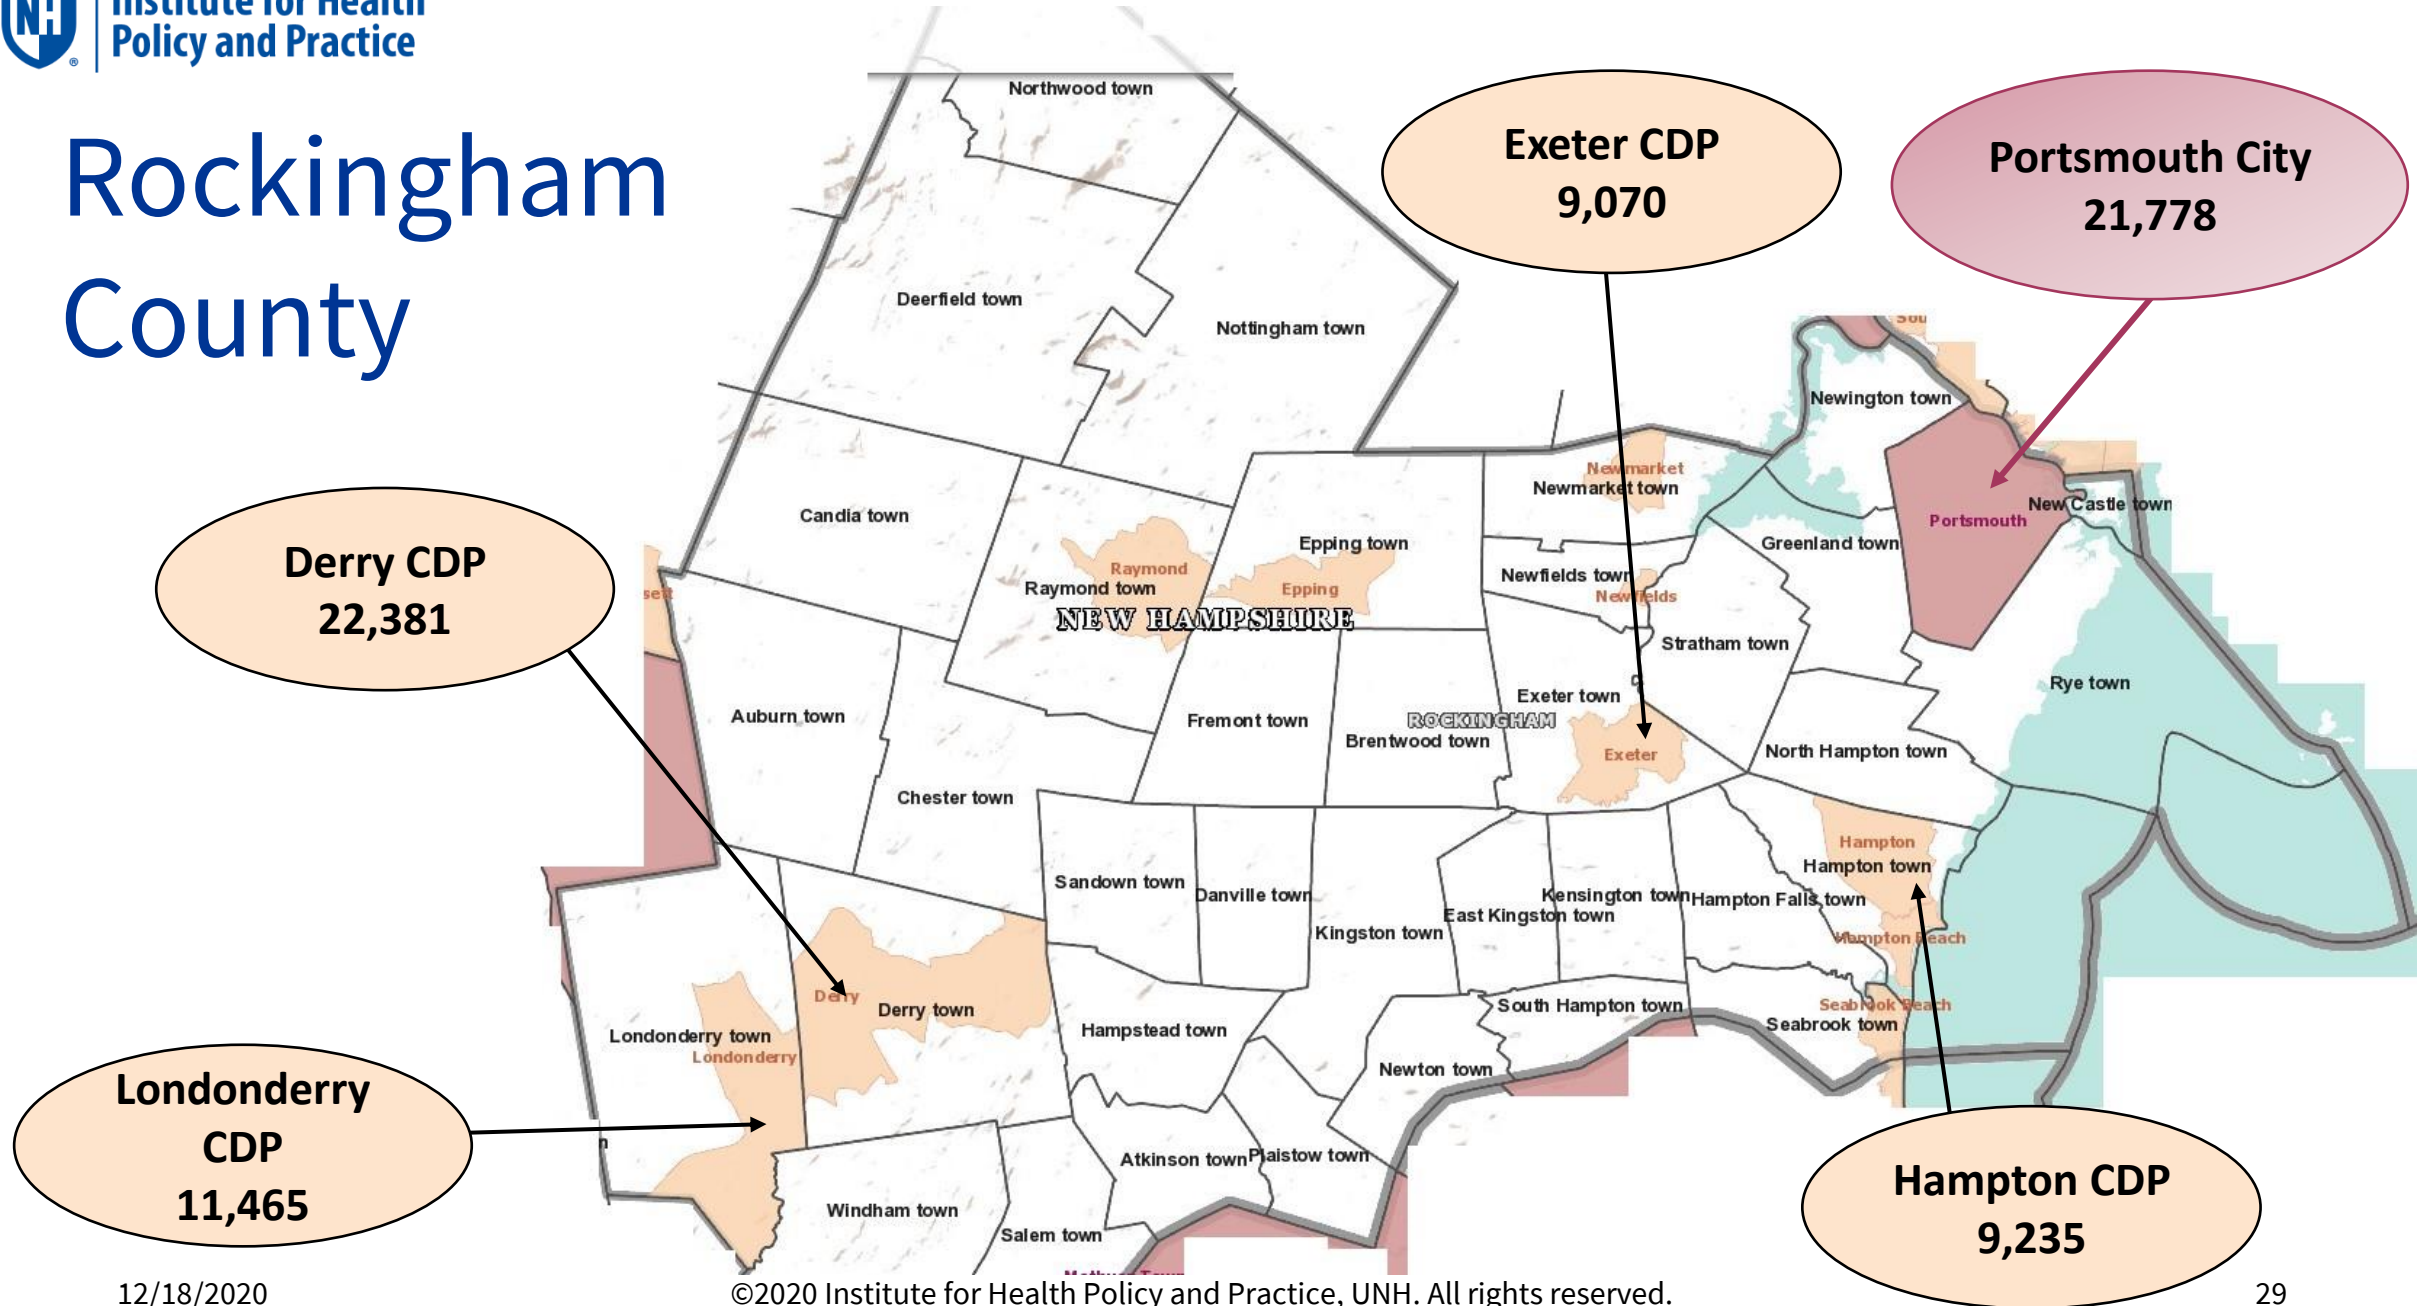 NH
Institute for Health
Policy and Practice
®
Rockingham
County
Exeter CDP
9,070
Portsmouth City
21,778
Derry CDP
22,381
Londonderry
CDP
11,465
Hampton CDP
9,235
Northwood town
Deerfield town
Nottingham town
Newington town
Candia town
Newmarket
Newmarket town
New Castle town
Portsmouth
Epping town
Greenland town
Raymond
Raymond town
Epping
Newfields town
Newfields
NEW HAMPSHIRE
Stratham town
Rye town
Exeter town
Auburn town
Fremont town
ROCKINGHAM
Brentwood town
Exeter
North Hampton town
Chester town
Hampton
Hampton town
Sandown town
Danville town
Kensington town
Hampton Falls town
East Kingston town
Kingston town
Hampton Beach
Derry
Derry town
South Hampton town
Seabrook Beach
Seabrook town
Hampstead town
Londonderry town
Londonderry
Newton town
Atkinson town
Plaistow town
Windham town
Salem town
12/18/2020
©2020 Institute for Health Policy and Practice, UNH. All rights reserved.
29